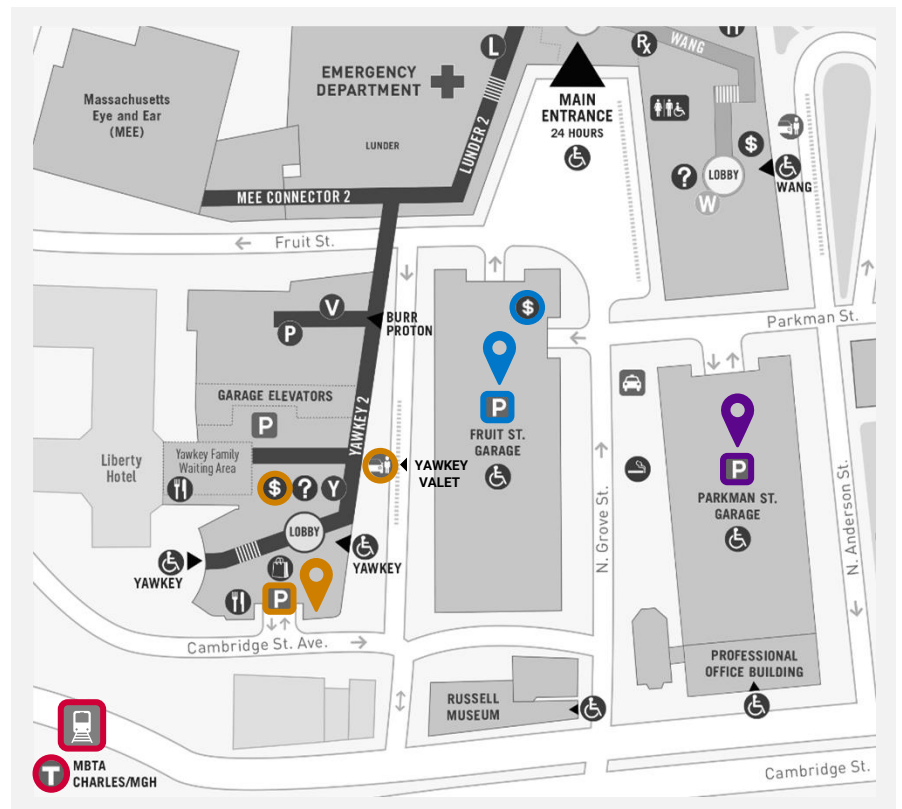 L
EMERGENCY
DEPARTMENT
LUNDER
LUNDER 2
Massachusetts
Eye and Ear
(MEE)
MEE CONNECTOR 2
MAIN
ENTRANCE
24 HOURS
Rx
WANG
$
?
LOBBY
W
WANG
Fruit St.
Parkman St.
V
P
BURR
PROTON
GARAGE ELEVATORS
P
YAWKEY 2
Liberty
Hotel
Yawkey Family
Waiting Area
$
?
Y
LOBBY
YAWKEY
YAWKEY
P
YAWKEY
VALET
$
P
FRUIT ST.
GARAGE
N. Grove St.
P
PARKMAN ST.
GARAGE
N. Anderson St.
Cambridge St. Ave.
RUSSELL
MUSEUM
PROFESSIONAL
OFFICE BUILDING
T
MBTA
CHARLES/MGH
Cambridge St.